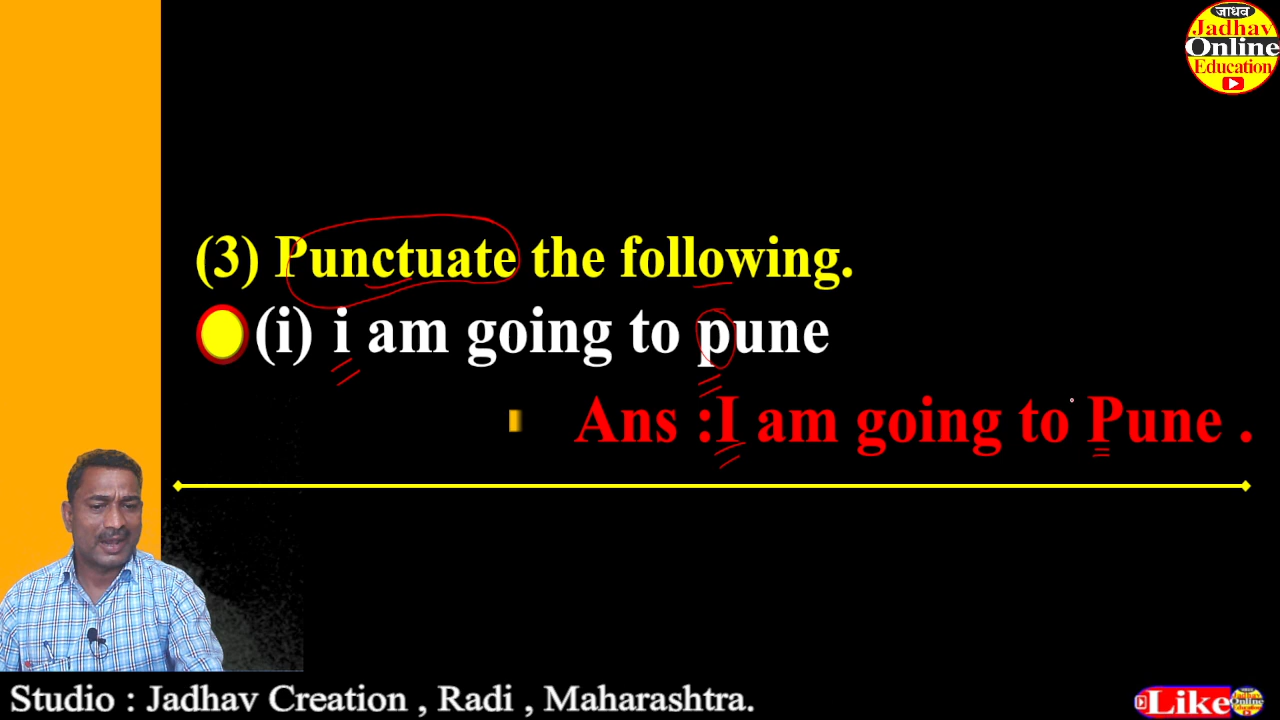 जाधव
Jadhav
Online
Education
(3) Punctuate the following.
(i) i am going to pune
Ans :I am going to Pune .
Studio : Jadhav Creation , Radi , Maharashtra.
Like